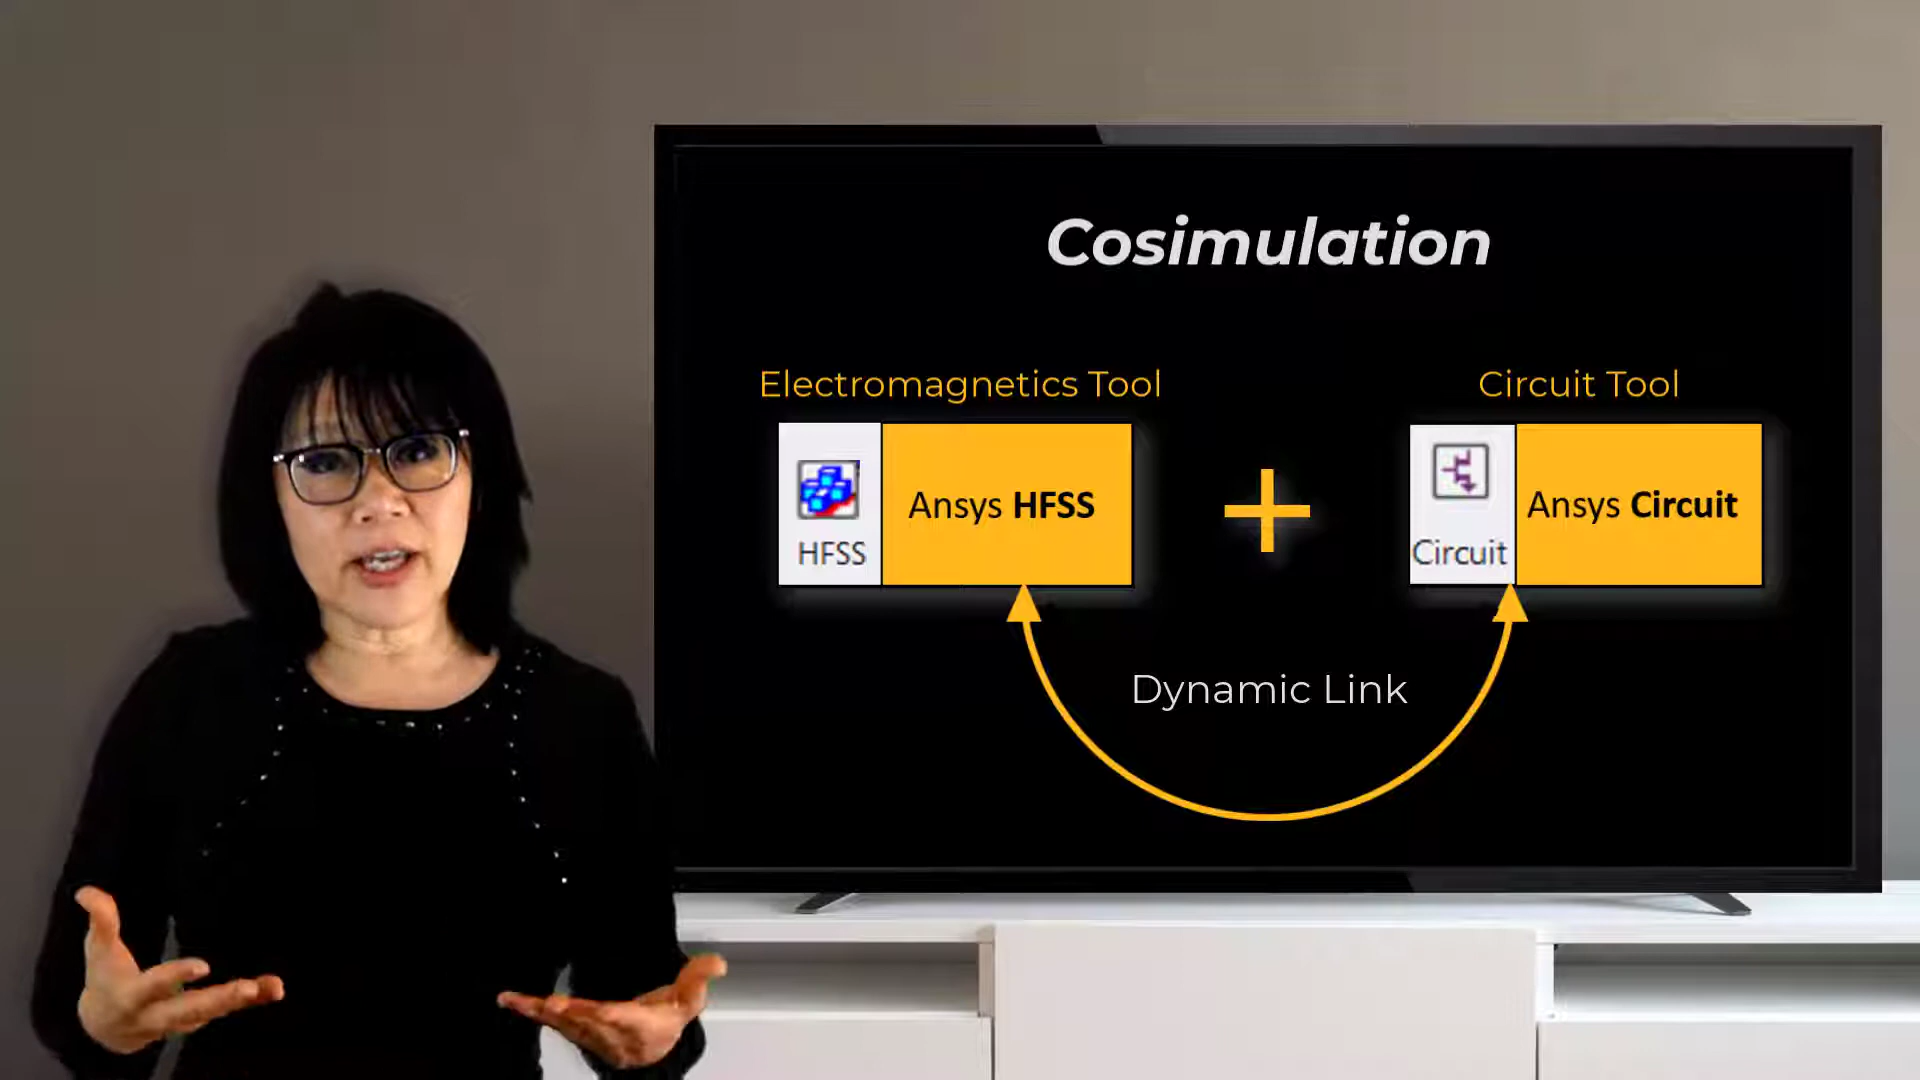 Cosimulation
Electromagnetics Tool
Circuit Tool
HFSS
Ansys HFSS
Circuit
Ansys Circuit
Dynamic Link